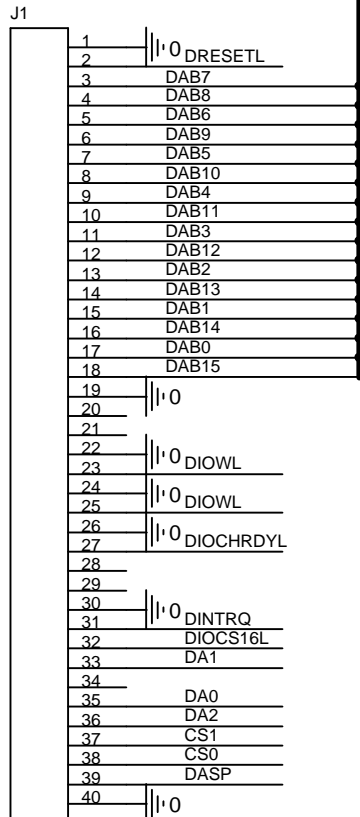 J1
1
0
2 DRESETL
3 DAB7
4 DAB8
5 DAB6
6 DAB9
7 DAB5
8 DAB10
9 DAB4
10 DAB11
11 DAB3
12 DAB12
13 DAB2
14 DAB13
15 DAB1
16 DAB14
17 DAB0
18 DAB15
19 0
20
21
22 0
23 DIOWL
24 0
25 DIOWL
26 0
27 DIOCHRDYL
28
29
30 0
31 DINTRQ
32 DIOCS16L
33 DA1
34
35 DA0
36 DA2
37 CS1
38 CS0
39 DASP
40 0